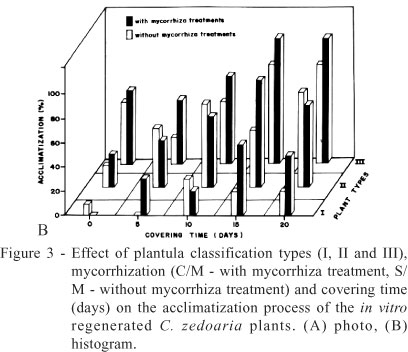 with mycorrhiza treatments
without mycorrhiza treatments
ACCLIMATIZATION (%)
100
80
60
40
20
0
0
5
10
15
20
COVERING TIME (DAYS)
I
II
III
PLANT TYPES
B
Figure 3 - Effect of plantula classification types (I, II and III),
mycorrhization (C/M - with mycorrhiza treatment, S/
M - without mycorrhiza treatment) and covering time
(days) on the acclimatization process of the in vitro
regenerated C. zedoaria plants. (A) photo, (B)
histogram.